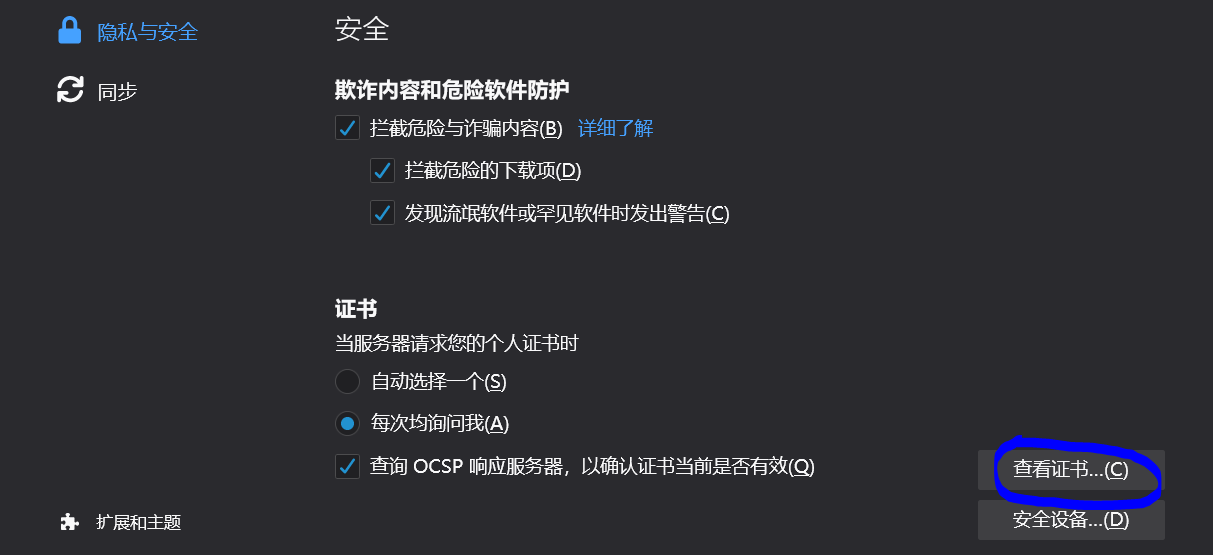 隐私与安全
同步
安全
欺诈内容和危险软件防护
拦截危险与诈骗内容(B) 详细了解
拦截危险的下载项(D)
发现流氓软件或罕见软件时发出警告(C)
证书
当服务器请求您的个人证书时
自动选择一个(S)
每次均询问我(A)
查询 OCSP 响应服务器，以确认证书当前是否有效(Q)
查看证书...(C)
安全设备...(D)
扩展和主题